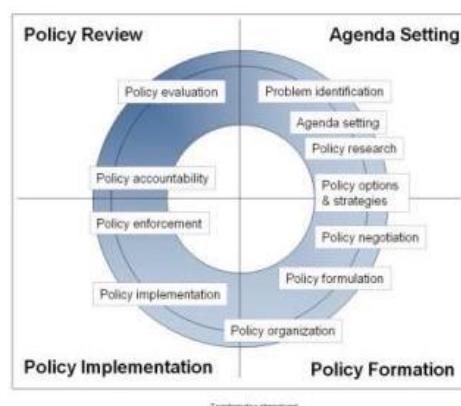 Policy Review
Agenda Setting
Policy evaluation
Problem identification
Agenda setting
Policy research
Policy accountability
Policy options
& strategies
Policy enforcement
Policy negotiation
Policy formulation
Policy implementation
Policy organization
Policy Implementation
Policy Formation